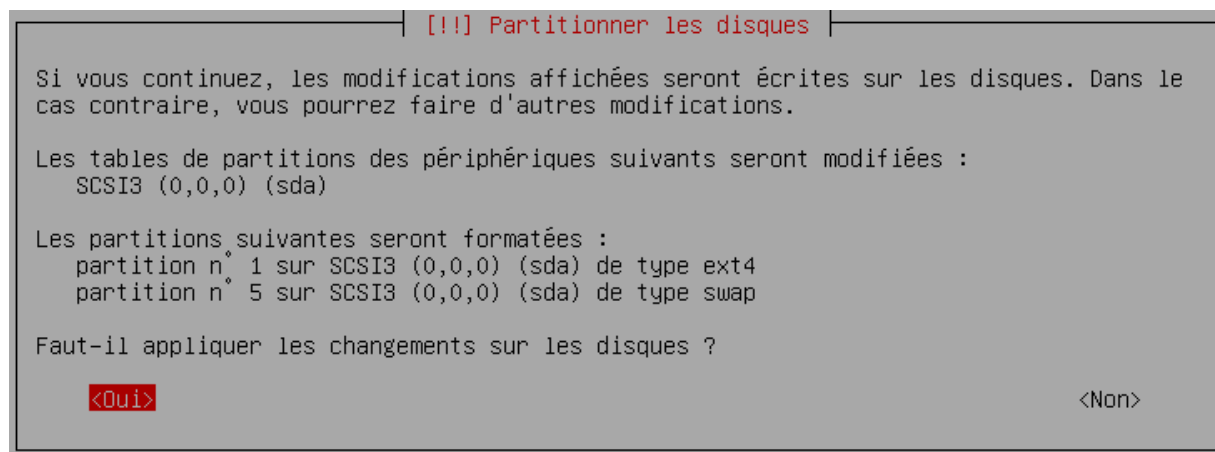 [!!] Partitionner les disques
Si vous continuez, les modifications affichées seront écrites sur les disques. Dans le
cas contraire, vous pourrez faire d'autres modifications.
Les tables de partitions des périphériques suivants seront modifiées :
SCSI3 (0,0,0) (sda)
Les partitions suivantes seront formatées :
partition n° 1 sur SCSI3 (0,0,0) (sda) de type ext4
partition n° 5 sur SCSI3 (0,0,0) (sda) de type swap
Faut-il appliquer les changements sur les disques ?
<Oui> <Non>